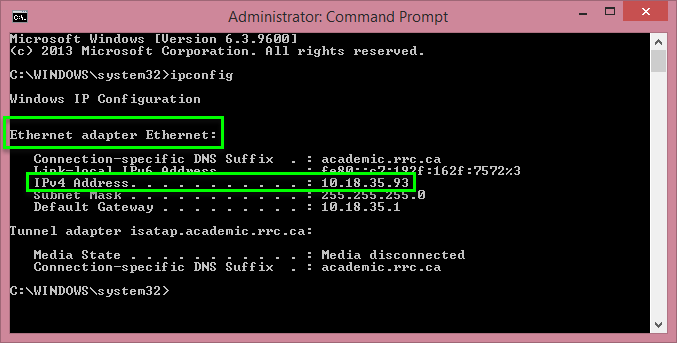 Administrator: Command Prompt
Microsoft Windows [Version 6.3.9600]
(c) 2013 Microsoft Corporation. All rights reserved.
C:\WINDOWS\system32>ipconfig
Windows IP Configuration
Ethernet adapter Ethernet:
Connection-specific DNS Suffix . : academic.rrc.ca
Link-local IPv6 Address . . . . . : fe80::c7:192f:162f:7572%3
IPv4 Address. . . . . . . . . . . : 10.18.35.93
Subnet Mask . . . . . . . . . . . : 255.255.255.0
Default Gateway . . . . . . . . . : 10.18.35.1
Tunnel adapter isatap.academic.rrc.ca:
Media State . . . . . . . . . . . : Media disconnected
Connection-specific DNS Suffix . : academic.rrc.ca
C:\WINDOWS\system32>